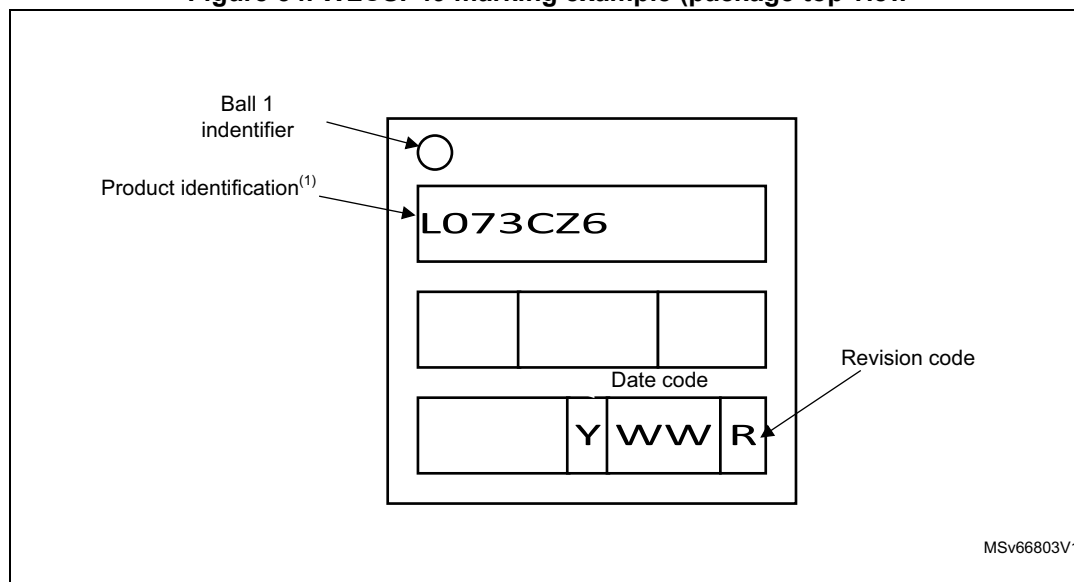 Ball 1
indentifier
Product identification(1)
L073CZ6
Revision code
Date code
Y WW R
MSv66803V1